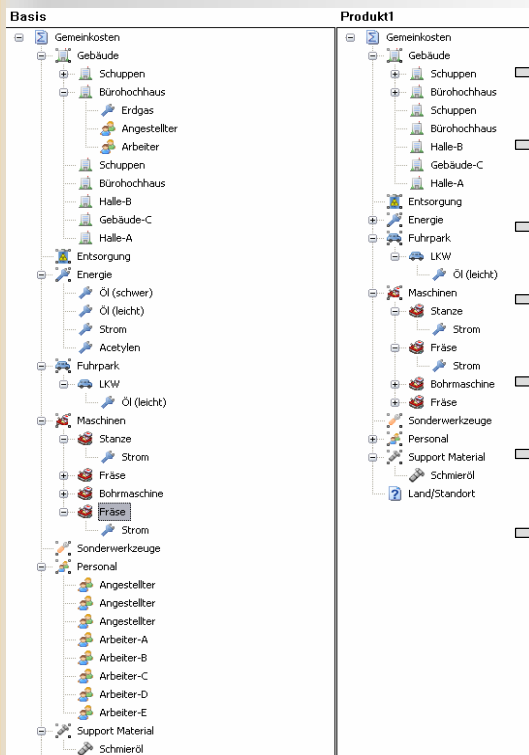 Basis
Gemeinkosten
Gebäude
Schuppen
Bürohochhaus
Erdgas
Angestellter
Arbeiter
Schuppen
Bürohochhaus
Halle-B
Gebäude-C
Halle-A
Entsorgung
Energie
Öl (schwer)
Öl (leicht)
Strom
Acetylen
Fuhrpark
LKW
Öl (leicht)
Maschinen
Stanze
Strom
Fräse
Bohrmaschine
Fräse
Strom
Sonderwerkzeuge
Personal
Angestellter
Angestellter
Angestellter
Arbeiter-A
Arbeiter-B
Arbeiter-C
Arbeiter-D
Arbeiter-E
Support Material
Schmieröl
Produkt1
Gemeinkosten
Gebäude
Schuppen
Bürohochhaus
Schuppen
Bürohochhaus
Halle-B
Gebäude-C
Halle-A
Entsorgung
Energie
Fuhrpark
LKW
Öl (leicht)
Maschinen
Stanze
Strom
Fräse
Strom
Bohrmaschine
Fräse
Sonderwerkzeuge
Personal
Support Material
Schmieröl
Land/Standort